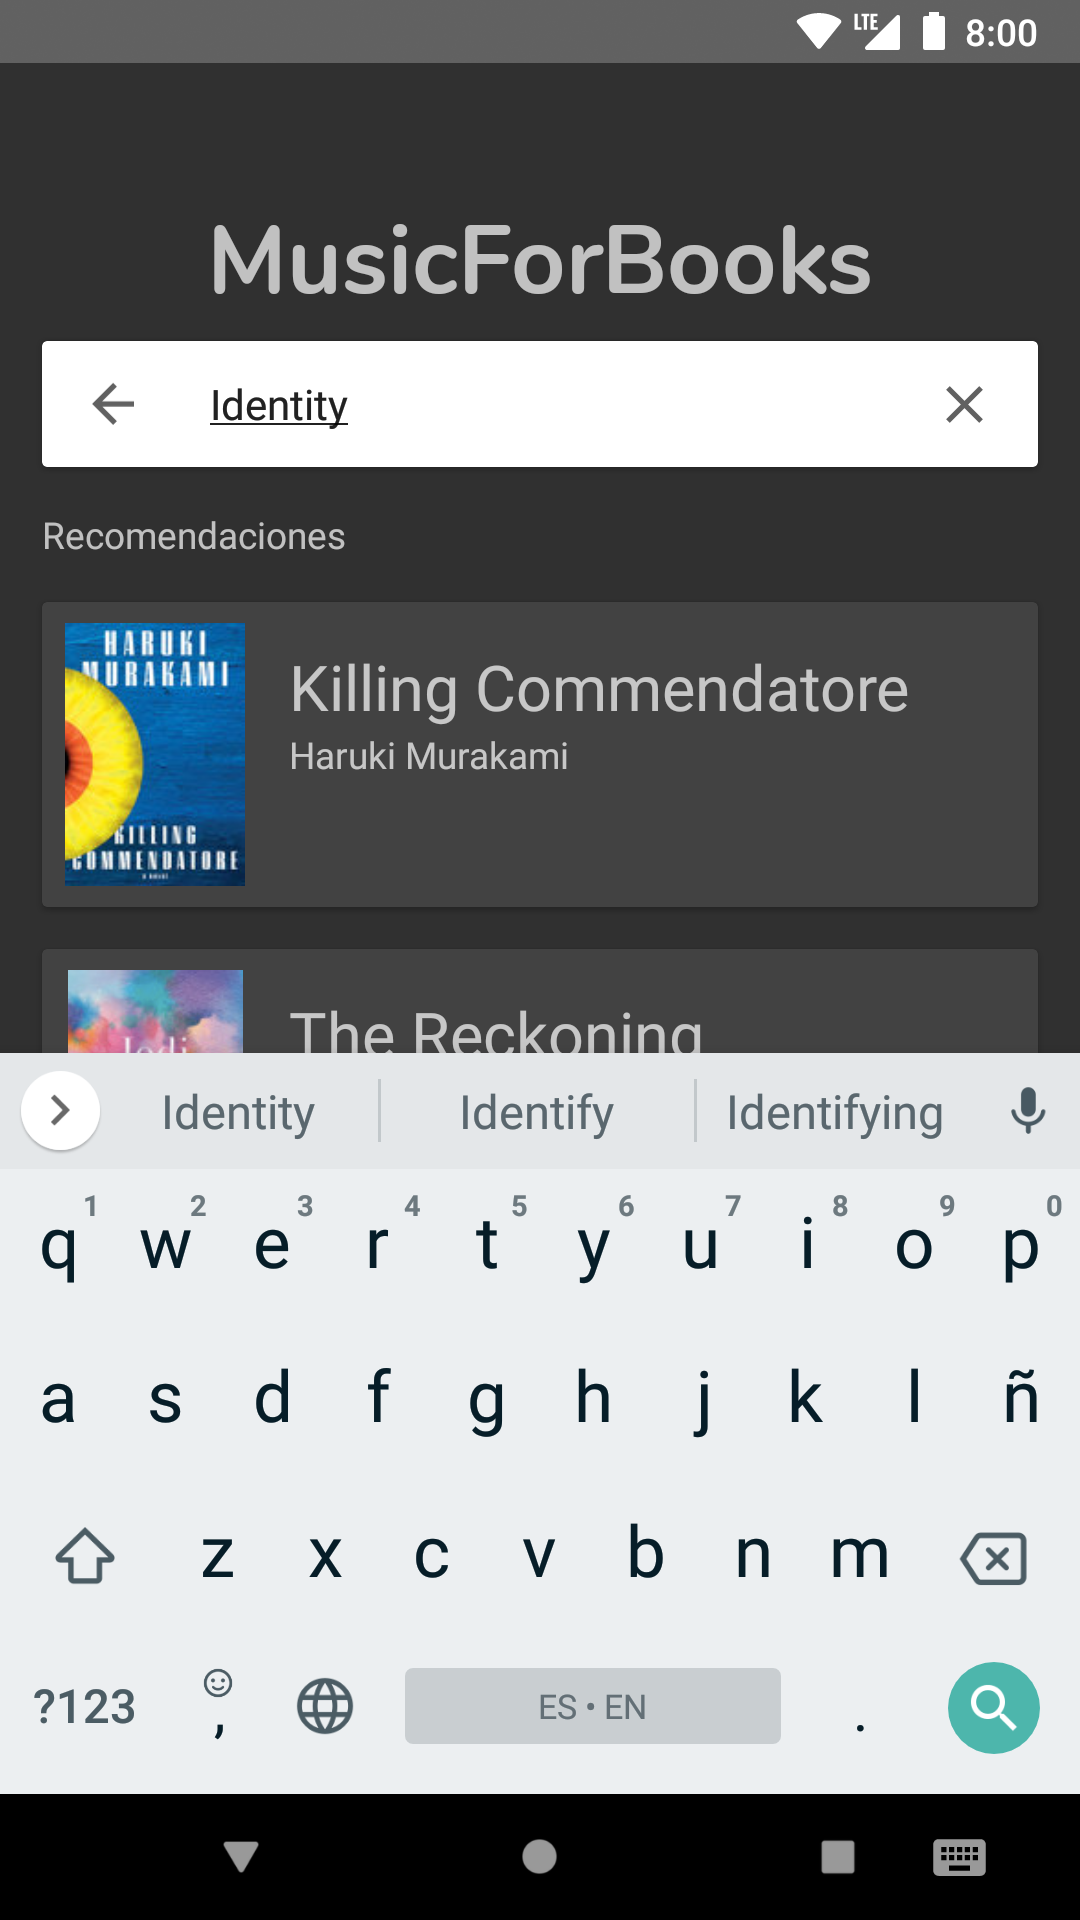 LTE 8:00
MusicForBooks
Identity
Recomendaciones
HARUKI
MURAKAMI
KILLING
COMMENDATORE
Killing Commendatore
Haruki Murakami
Jodi
The Reckoning
Identity Identify Identifying
1 2 3 4 5 6 7 8 9 0
q w e r t y u i o p
a s d f g h j k l ñ
z x c v b n m
?123 , ES • EN .